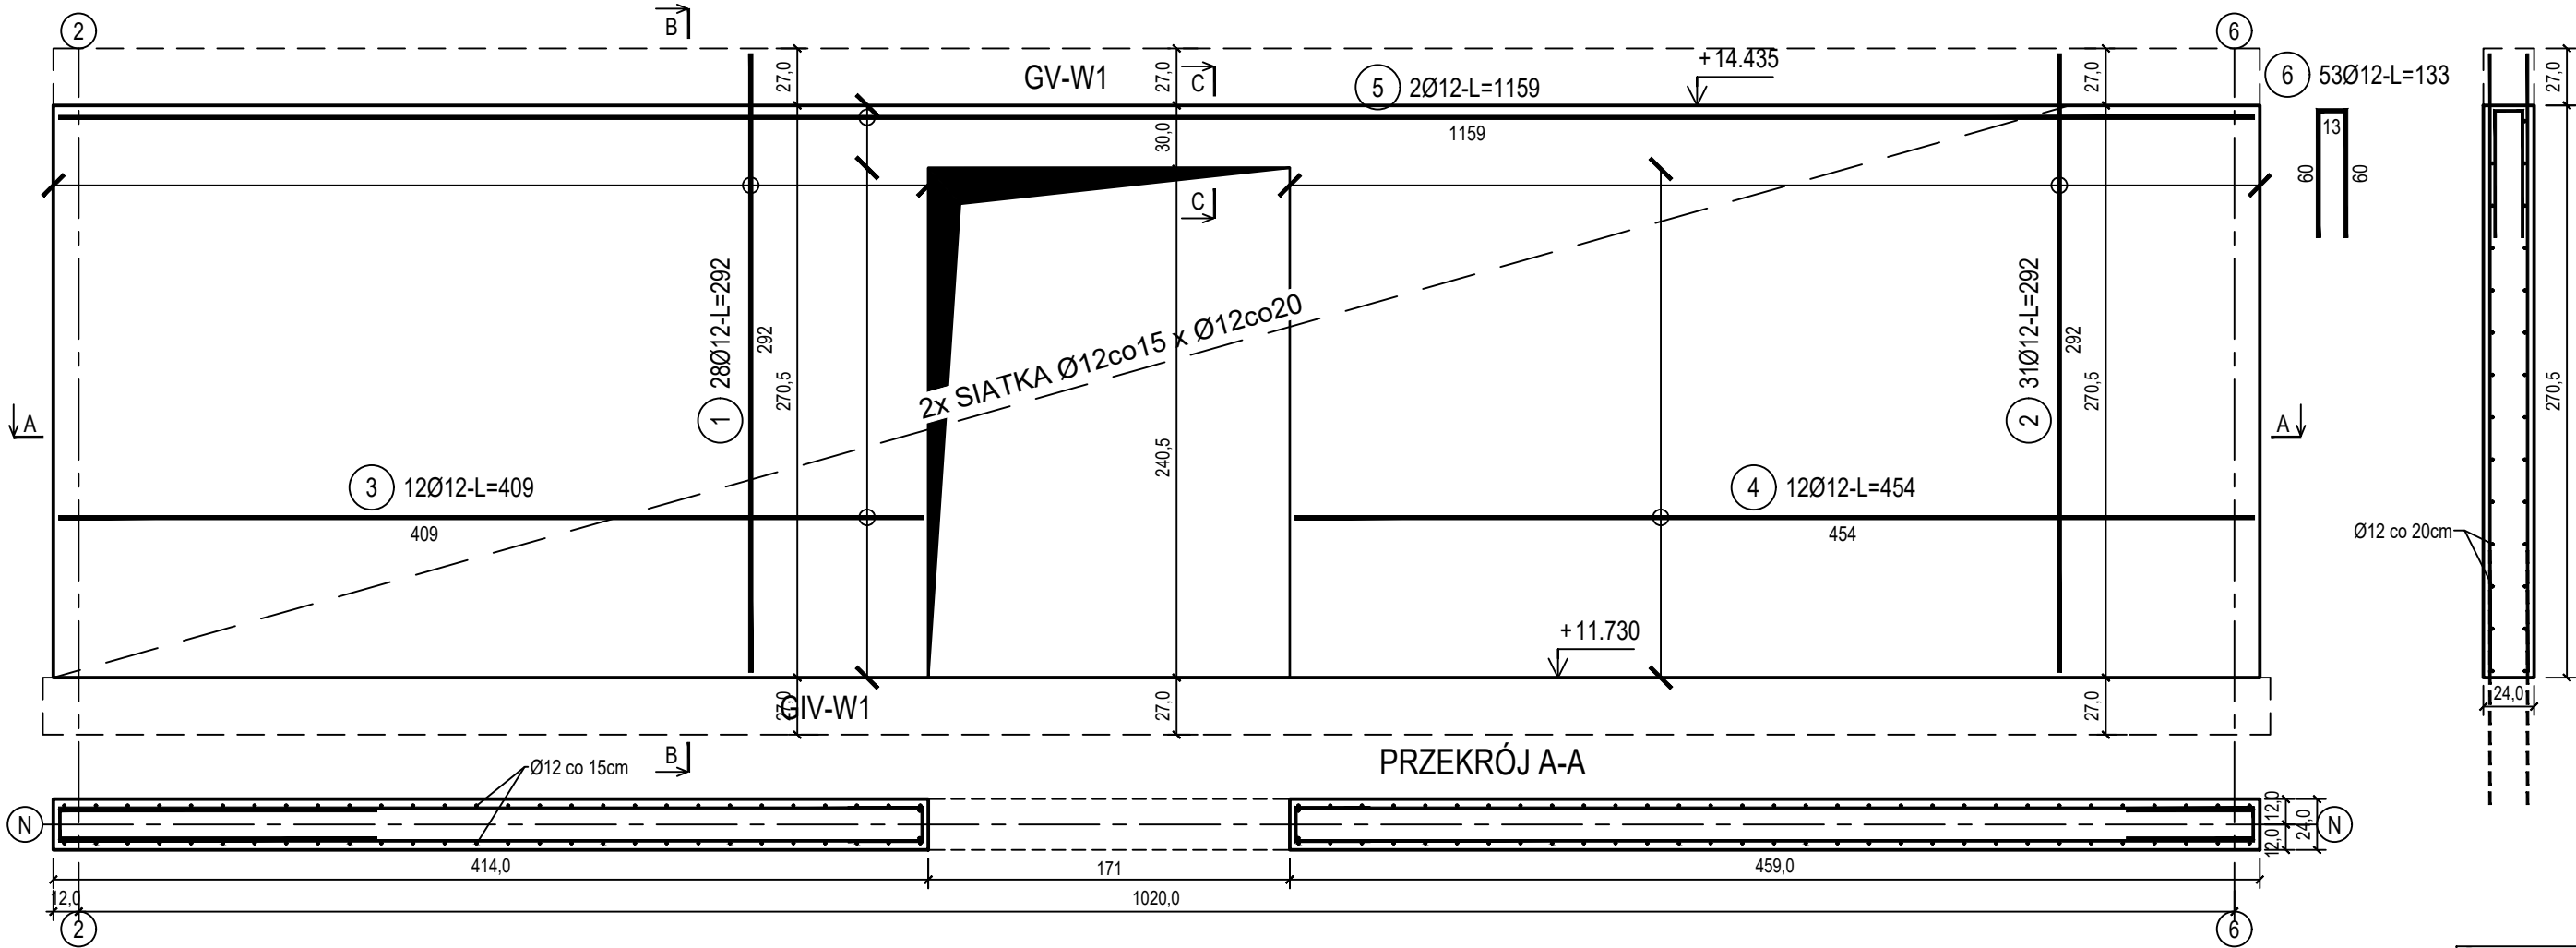 2
B
27,0
GV-W1
27,0
C
5 2Ø12-L=1159
+14.435
27,0
6
6 53Ø12-L=133
27,0
1159
30,0
13
60
60
C
1 28Ø12-L=292
292
270,5
2x SIATKA Ø12co15 x Ø12co20
240,5
2 31Ø12-L=292
292
270,5
270,5
A
A
3 12Ø12-L=409
409
4 12Ø12-L=454
454
Ø12 co 20cm
+11.730
27,0
GIV-W1
27,0
27,0
24,0
B
PRZEKRÓJ A-A
Ø12 co 15cm
N
12,0
12,0
24,0
N
414,0
171
459,0
12,0
1020,0
2
6